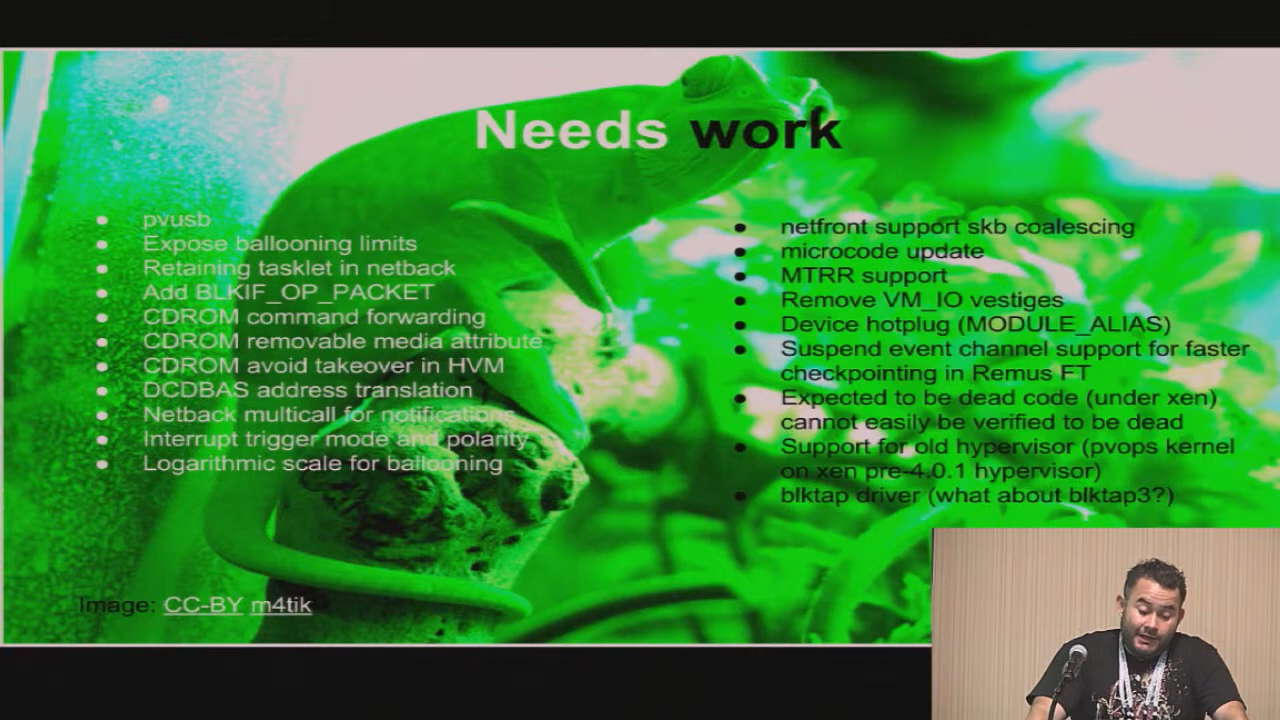 Needs work
pvusb
Expose ballooning limits
Retaining tasklet in netback
Add BLKIF_OP_PACKET
CDROM command forwarding
CDROM removable media attribute
CDROM avoid takeover in HVM
DCDBAS address translation
Netback multicall for notifications
Interrupt trigger mode and polarity
Logarithmic scale for ballooning
netfront support skb coalescing
microcode update
MTRR support
Remove VM_IO vestiges
Device hotplug (MODULE_ALIAS)
Suspend event channel support for faster
checkpointing in Remus FT
Expected to be dead code (under xen)
cannot easily be verified to be dead
Support for old hypervisor (pvops kernel
on xen pre-4.0.1 hypervisor)
blktap driver (what about blktap3?)
Image: CC-BY m4tik